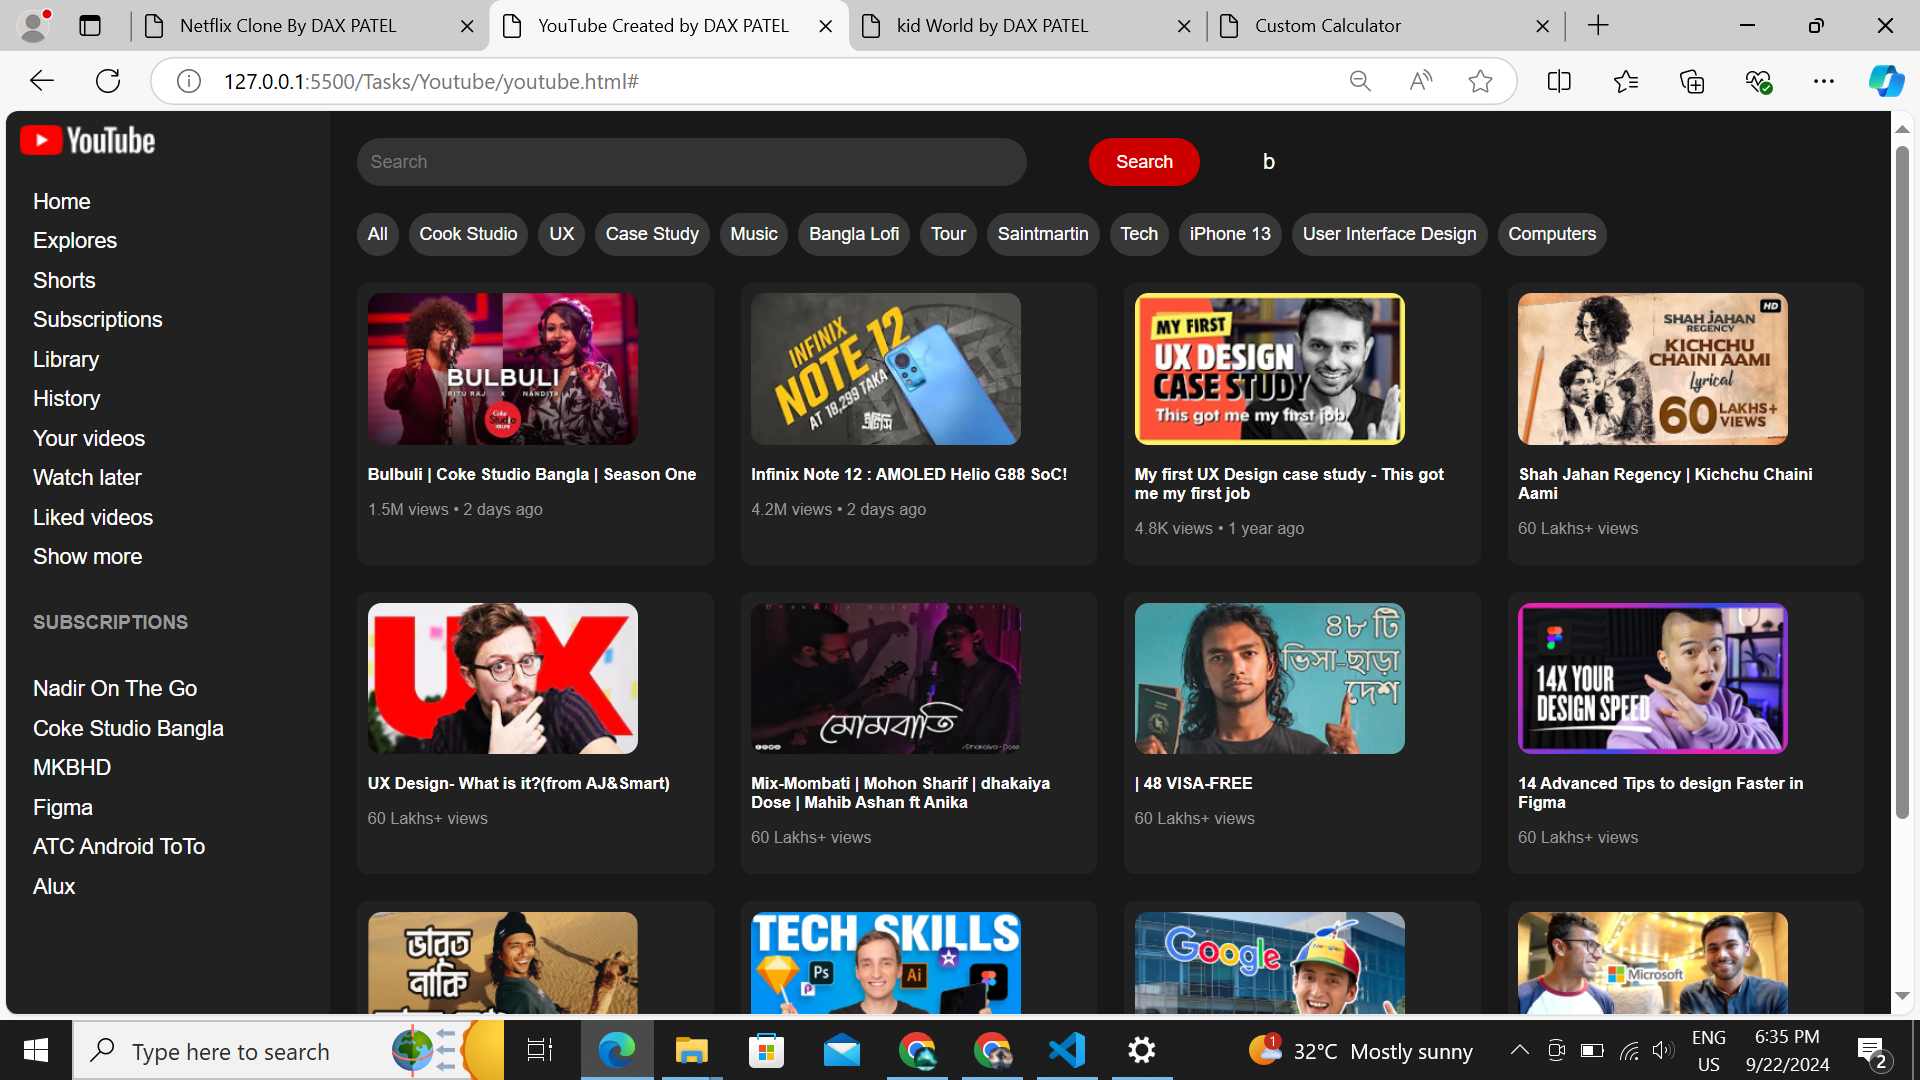 Netflix Clone By DAX PATEL
YouTube Created by DAX PATEL
kid World by DAX PATEL
Custom Calculator
127.0.0.1:5500/Tasks/Youtube/youtube.html#
YouTube
Home
Explores
Shorts
Subscriptions
Library
History
Your videos
Watch later
Liked videos
Show more
SUBSCRIPTIONS
Nadir On The Go
Coke Studio Bangla
MKBHD
Figma
ATC Android ToTo
Alux
Search
Search
b
All
Cook Studio
UX
Case Study
Music
Bangla Lofi
Tour
Saintmartin
Tech
iPhone 13
User Interface Design
Computers
BULBULI
RITU RAJ X NANDITA
Coke Studio
বাংলা
Bulbuli | Coke Studio Bangla | Season One
1.5M views • 2 days ago
INFINIX
NOTE 12
AT 18,299 TAKA
Infinix Note 12 : AMOLED Helio G88 SoC!
4.2M views • 2 days ago
MY FIRST
UX DESIGN
CASE STUDY
This got me my first job
My first UX Design case study - This got
me my first job
4.8K views • 1 year ago
HD
SHAH JAHAN
REGENCY
KICHCHU
CHAINI AAMI
Lyrical
60 LAKHS+
VIEWS
Shah Jahan Regency | Kichchu Chaini
Aami
60 Lakhs+ views
UX
UX Design- What is it?(from AJ&Smart)
60 Lakhs+ views
Dhakaiya Dose Presents
মোমবাতি
/Dhakaiya-Dose
Mix-Mombati | Mohon Sharif | dhakaiya
Dose | Mahib Ashan ft Anika
60 Lakhs+ views
৪৮ টি
ভিসা-ছাড়া
দেশ
| 48 VISA-FREE
60 Lakhs+ views
14X YOUR
DESIGN SPEED
14 Advanced Tips to design Faster in
Figma
60 Lakhs+ views
ভারত
নাকি
TECH SKILLS
Ps
Ai
Google
Microsoft
Type here to search
1
32°C Mostly sunny
ENG
US
6:35 PM
9/22/2024
2